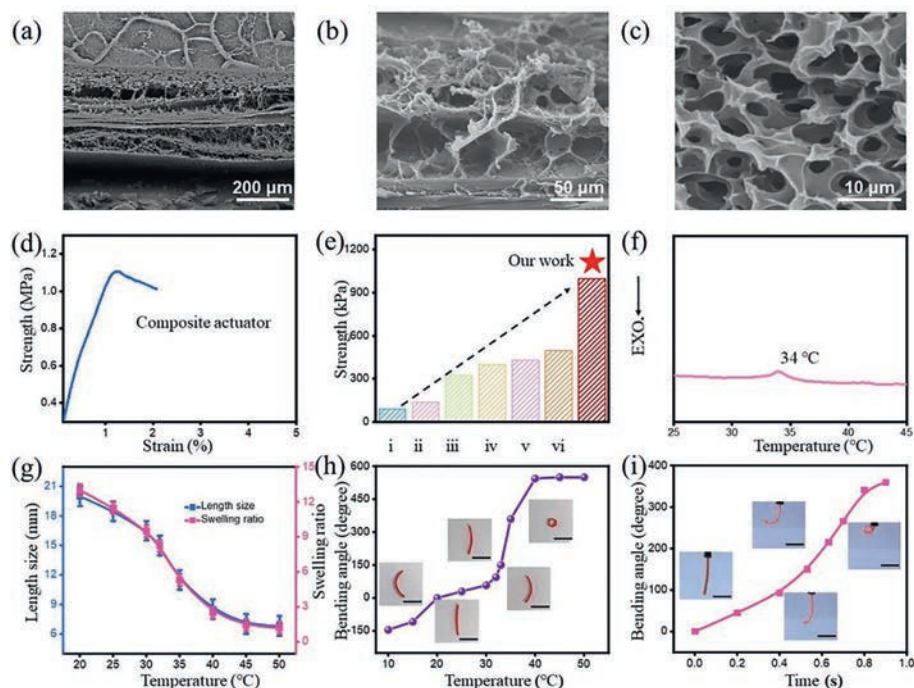 (a)
(b)
(c)
200 μm
50 μm
10 μm
(d)
(e)
(f)
Strength (MPa)
1.2
1.0
0.8
0.6
0.4
Composite actuator
1 2 3 4 5
Strain (%)
Strength (kPa)
1200
900
600
300
0
Our work
i ii iii iv v vi
EXO.
34 °C
25 30 35 40 45
Temperature (°C)
(g)
(h)
(i)
Length size (mm)
21
18
15
12
9
6
Length size
Swelling ratio
15
12
9
6
3
0
Swelling ratio
20 25 30 35 40 45 50
Temperature (°C)
Bending angle (degree)
600
450
300
150
0
-150
10 20 30 40 50
Temperature (°C)
Bending angle (degree)
400
300
200
100
0
0.0 0.2 0.4 0.6 0.8 1.0
Time (s)